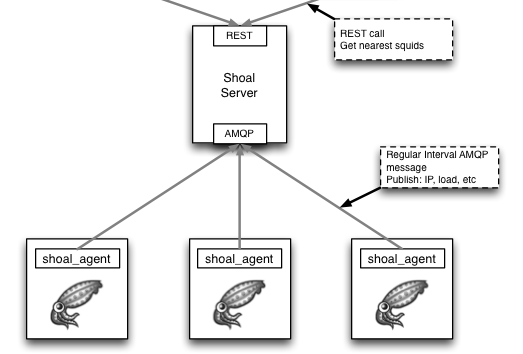 REST
REST call
Get nearest squids
Shoal
Server
AMQP
Regular Interval AMQP
message
Publish: IP, load, etc
shoal_agent
shoal_agent
shoal_agent